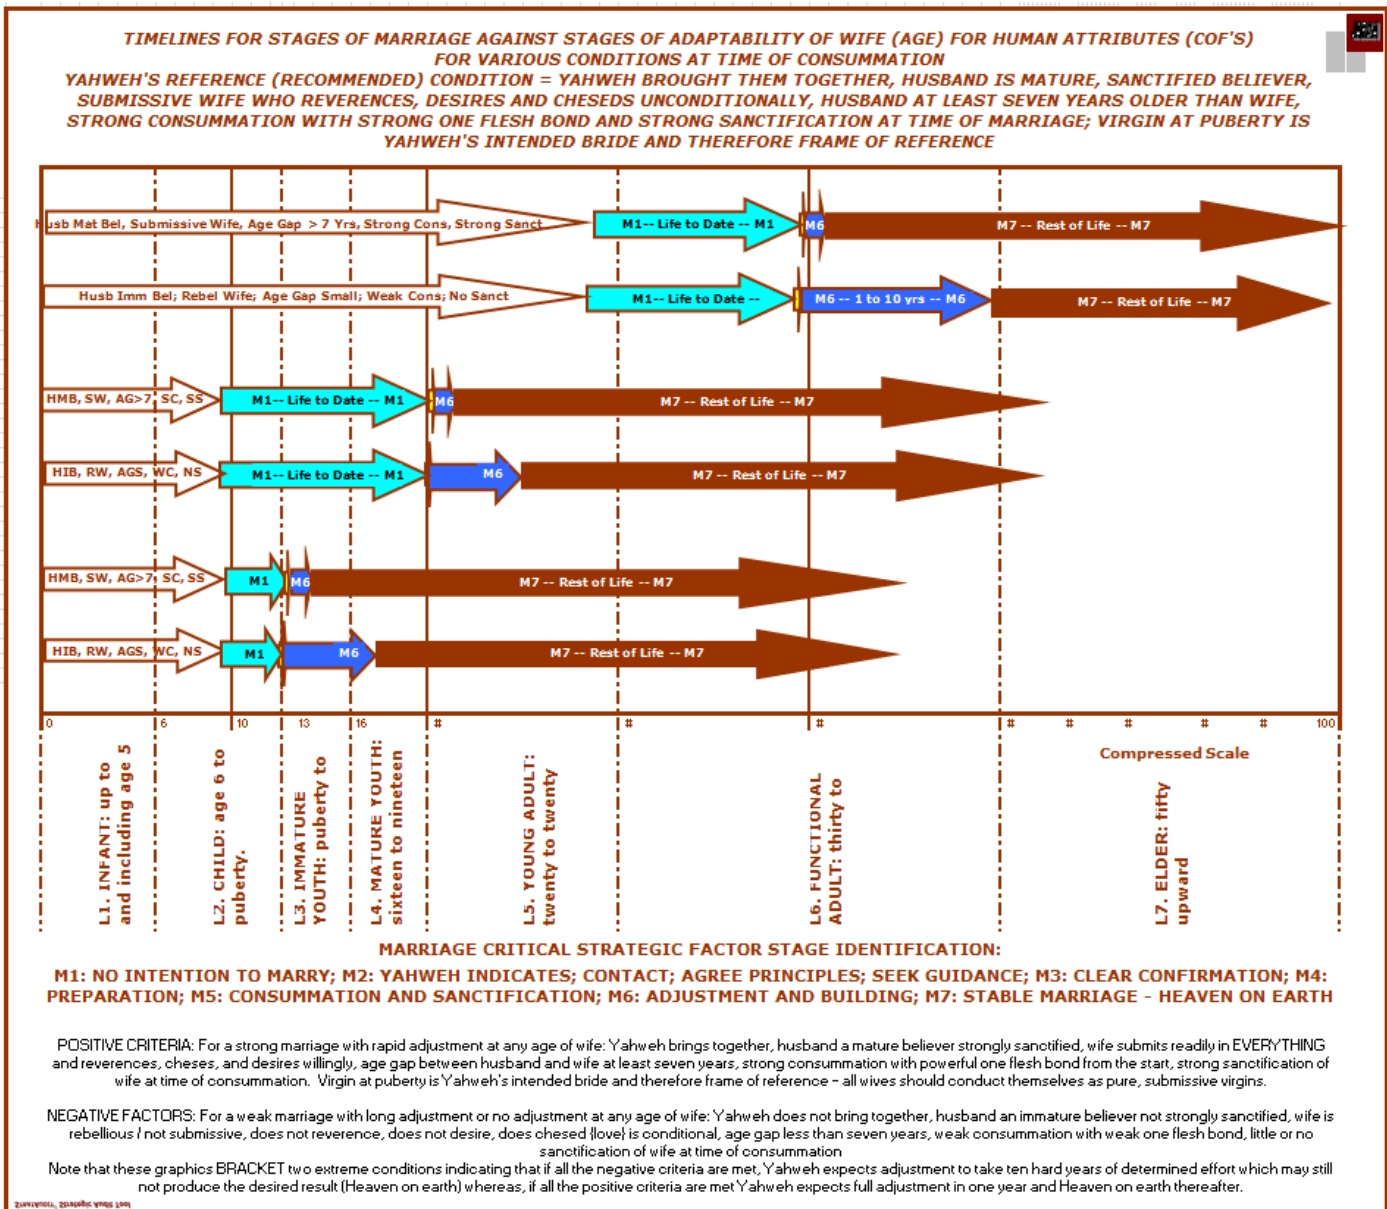 TIMELINES FOR STAGES OF MARRIAGE AGAINST STAGES OF ADAPTABILITY OF WIFE (AGE) FOR HUMAN ATTRIBUTES (COF'S)
FOR VARIOUS CONDITIONS AT TIME OF CONSUMMATION
YAHWEH'S REFERENCE (RECOMMENDED) CONDITION = YAHWEH BROUGHT THEM TOGETHER, HUSBAND IS MATURE, SANCTIFIED BELIEVER,
SUBMISSIVE WIFE WHO REVERENCES, DESIRES AND CHESEDS UNCONDITIONALLY, HUSBAND AT LEAST SEVEN YEARS OLDER THAN WIFE,
STRONG CONSUMMATION WITH STRONG ONE FLESH BOND AND STRONG SANCTIFICATION AT TIME OF MARRIAGE; VIRGIN AT PUBERTY IS
YAHWEH'S INTENDED BRIDE AND THEREFORE FRAME OF REFERENCE
Husb Mat Bel, Submissive Wife, Age Gap > 7 Yrs, Strong Cons, Strong Sanct
M1-- Life to Date -- M1
M6
M7 -- Rest of Life -- M7
Husb Imm Bel; Rebel Wife; Age Gap Small; Weak Cons; No Sanct
M1-- Life to Date --
M6 -- 1 to 10 yrs -- M6
M7 -- Rest of Life -- M7
HMB, SW, AG>7, SC, SS
M1-- Life to Date -- M1
M6
M7 -- Rest of Life -- M7
HIB, RW, AGS, WC, NS
M1-- Life to Date -- M1
M6
M7 -- Rest of Life -- M7
HMB, SW, AG>7, SC, SS
M1
M6
M7 -- Rest of Life -- M7
HIB, RW, AGS, WC, NS
M1
M6
M7 -- Rest of Life -- M7
0 6 10 13 16 # # # # # # # # 100
Compressed Scale
L1. INFANT: up to
and including age 5
L2. CHILD: age 6 to
puberty.
L3. IMMATURE
YOUTH: puberty to
L4. MATURE YOUTH:
sixteen to nineteen
L5. YOUNG ADULT:
twenty to twenty
L6. FUNCTIONAL
ADULT: thirty to
L7. ELDER: fifty
upward
MARRIAGE CRITICAL STRATEGIC FACTOR STAGE IDENTIFICATION:
M1: NO INTENTION TO MARRY; M2: YAHWEH INDICATES; CONTACT; AGREE PRINCIPLES; SEEK GUIDANCE; M3: CLEAR CONFIRMATION; M4:
PREPARATION; M5: CONSUMMATION AND SANCTIFICATION; M6: ADJUSTMENT AND BUILDING; M7: STABLE MARRIAGE - HEAVEN ON EARTH
POSITIVE CRITERIA: For a strong marriage with rapid adjustment at any age of wife: Yahweh brings together, husband a mature believer strongly sanctified, wife submits readily in EVERYTHING
and reverences, cheses, and desires willingly, age gap between husband and wife at least seven years, strong consummation with powerful one flesh bond from the start, strong sanctification of
wife at time of consummation. Virgin at puberty is Yahweh's intended bride and therefore frame of reference - all wives should conduct themselves as pure, submissive virgins.
NEGATIVE FACTORS: For a weak marriage with long adjustment or no adjustment at any age of wife: Yahweh does not bring together, husband an immature believer not strongly sanctified, wife is
rebellious / not submissive, does not reverence, does not desire, does chesed {love} is conditional, age gap less than seven years, weak consummation with weak one flesh bond, little or no
sanctification of wife at time of consummation
Note that these graphics BRACKET two extreme conditions indicating that if all the negative criteria are met, Yahweh expects adjustment to take ten hard years of determined effort which may still
not produce the desired result (Heaven on earth) whereas, if all the positive criteria are met Yahweh expects full adjustment in one year and Heaven on earth thereafter.
Strategic Audit Tool